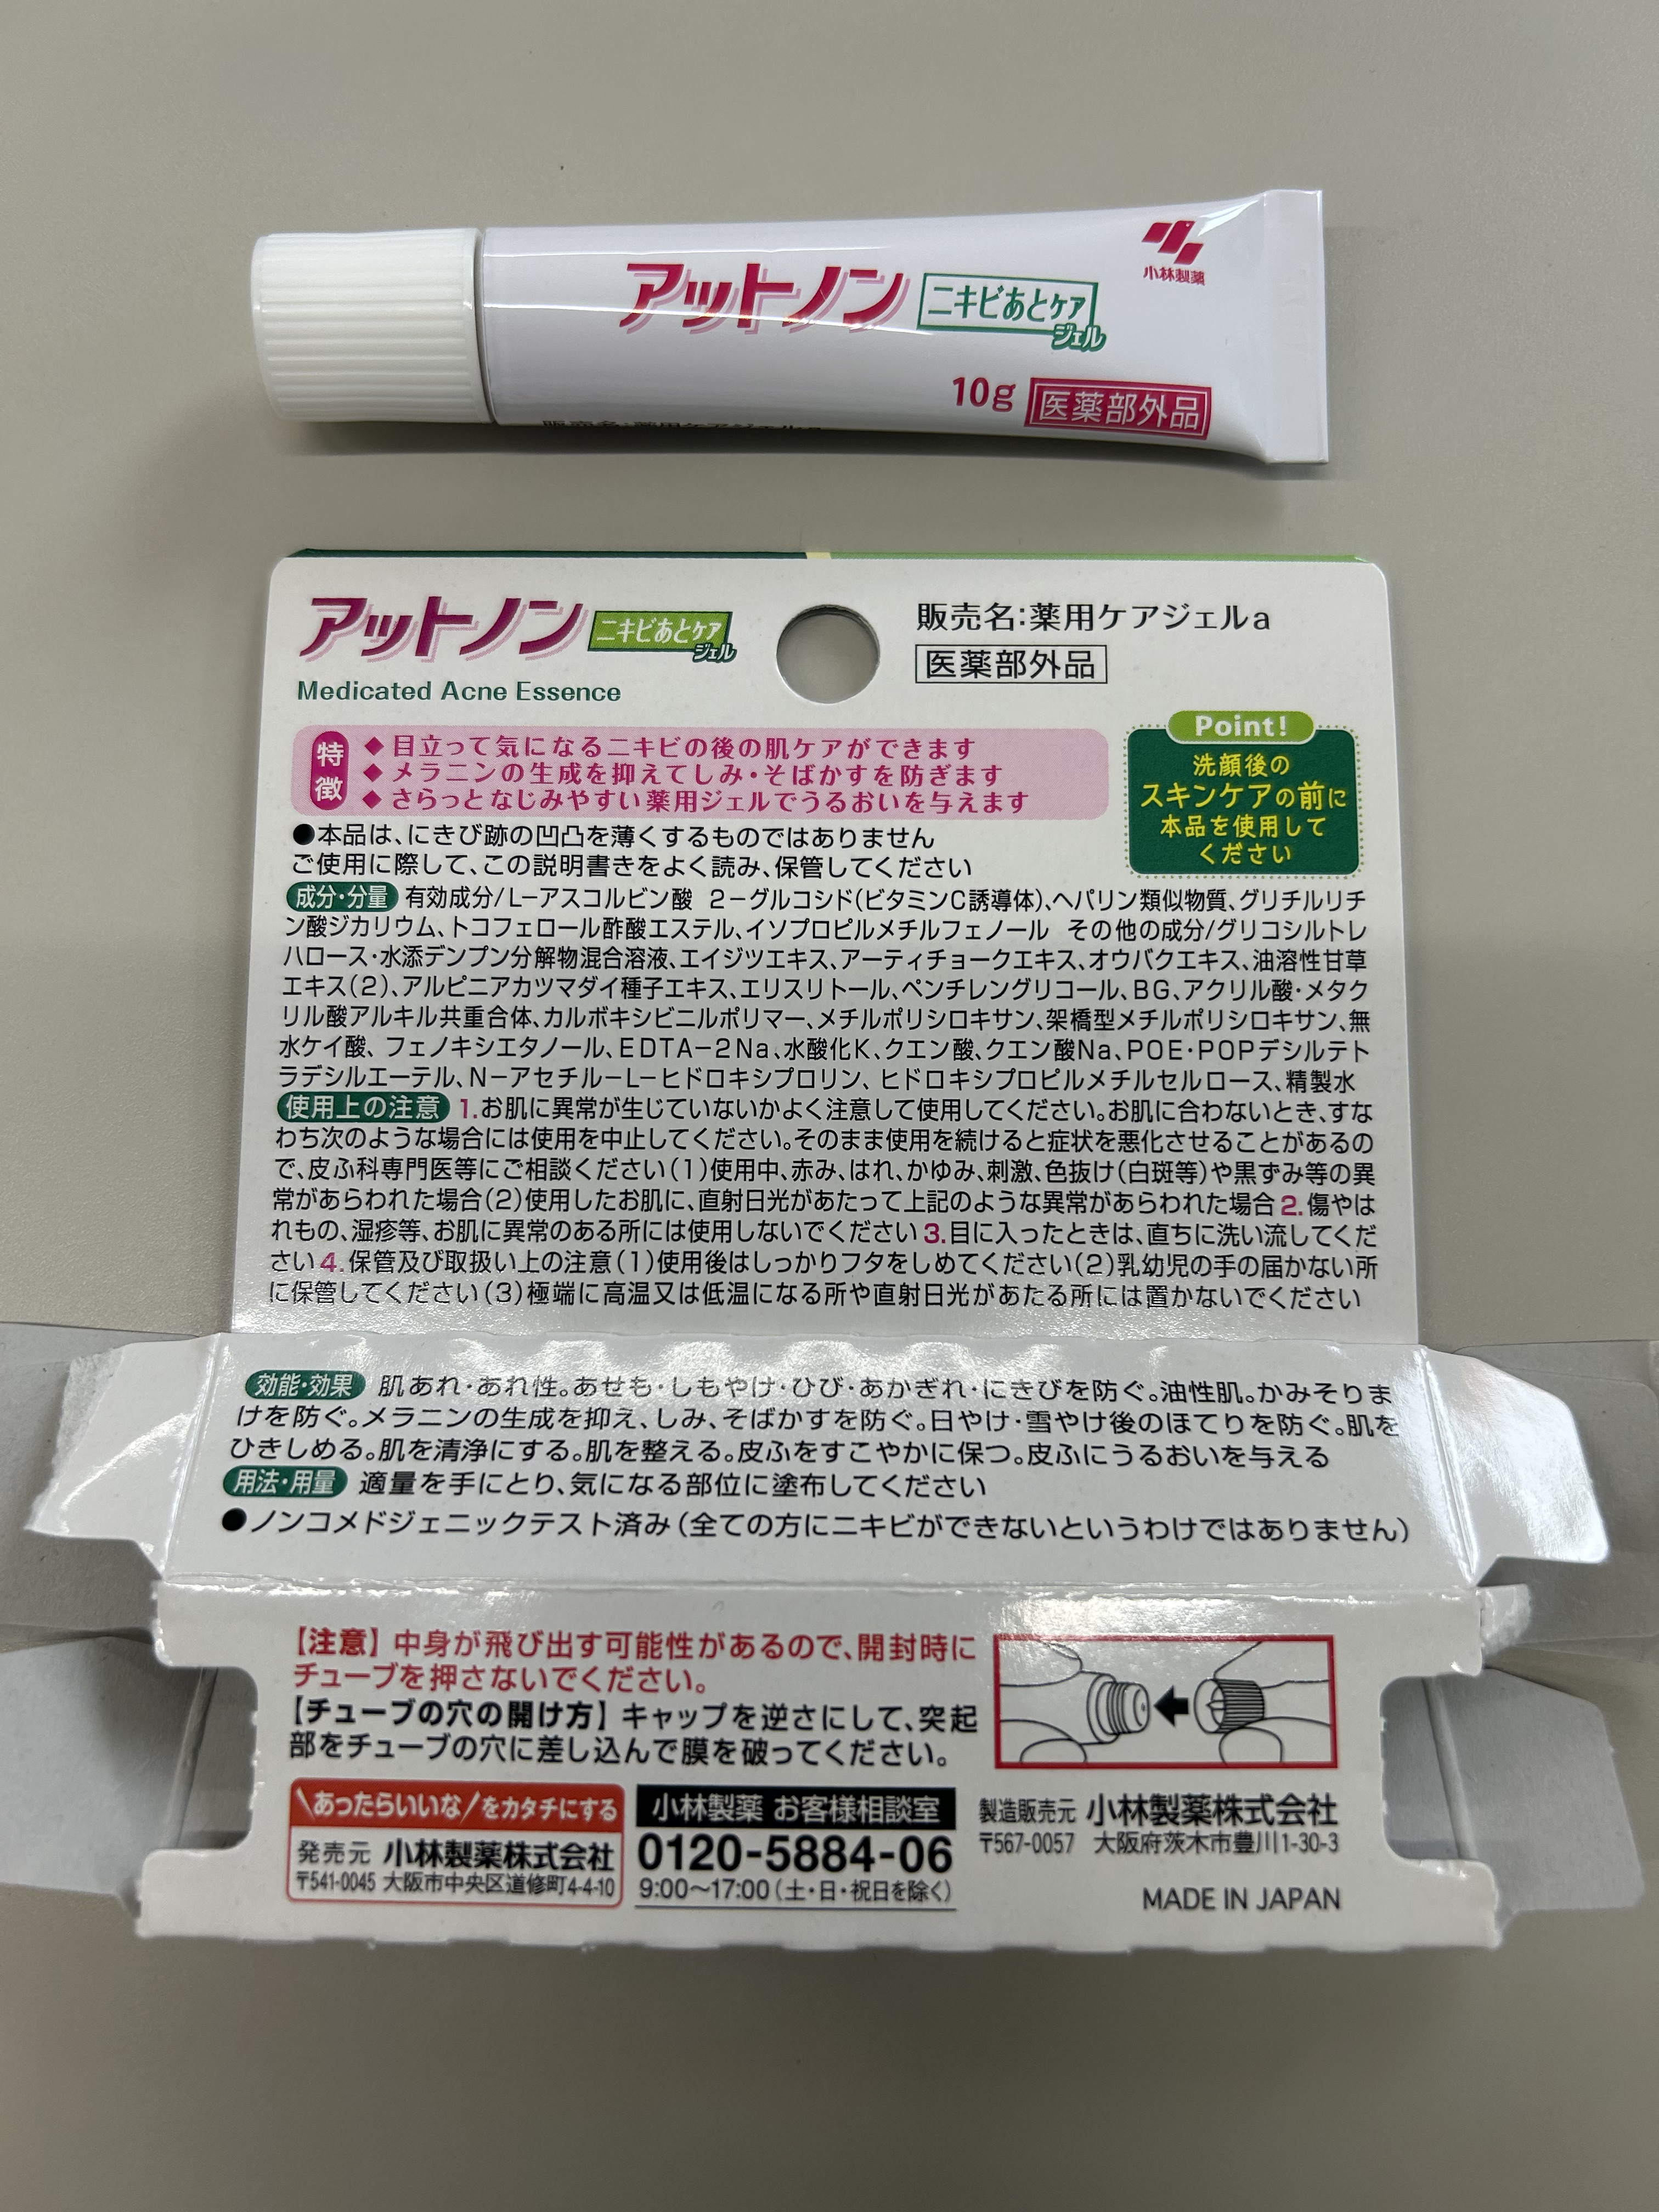 アットノン ニキビあとケア ジェル
小林製薬
10g 医薬部外品
販売名:薬用ケアジェルa
アットノン ニキビあとケア ジェル
Medicated Acne Essence
販売名:薬用ケアジェルa
医薬部外品
特徴
◆目立って気になるニキビの後の肌ケアができます
◆メラニンの生成を抑えてしみ・そばかすを防ぎます
◆さらっとなじみやすい薬用ジェルでうるおいを与えます
Point!
洗顔後の
スキンケアの前に
本品を使用して
ください
●本品は、にきび跡の凹凸を薄くするものではありません
ご使用に際して、この説明書きをよく読み、保管してください
成分・分量 有効成分/L−アスコルビン酸 2−グルコシド(ビタミンC誘導体)、ヘパリン類似物質、グリチルリチ
ン酸ジカリウム、トコフェロール酢酸エステル、イソプロピルメチルフェノール その他の成分/グリコシルトレ
ハロース・水添デンプン分解物混合溶液、エイジツエキス、アーティチョークエキス、オウバクエキス、油溶性甘草
エキス(2)、アルピニアカツマダイ種子エキス、エリスリトール、ペンチレングリコール、BG、アクリル酸・メタク
リル酸アルキル共重合体、カルボキシビニルポリマー、メチルポリシロキサン、架橋型メチルポリシロキサン、無
水ケイ酸、フェノキシエタノール、EDTA−2Na、水酸化K、クエン酸、クエン酸Na、POE・POPデシルテト
ラデシルエーテル、N−アセチル−L−ヒドロキシプロリン、ヒドロキシプロピルメチルセルロース、精製水
使用上の注意 1.お肌に異常が生じていないかよく注意して使用してください。お肌に合わないとき、すな
わち次のような場合には使用を中止してください。そのまま使用を続けると症状を悪化させることがあるの
で、皮ふ科専門医等にご相談ください(1)使用中、赤み、はれ、かゆみ、刺激、色抜け(白斑等)や黒ずみ等の異
常があらわれた場合(2)使用したお肌に、直射日光があたって上記のような異常があらわれた場合 2.傷やは
れもの、湿疹等、お肌に異常のある所には使用しないでください 3.目に入ったときは、直ちに洗い流してくだ
さい 4.保管及び取扱い上の注意(1)使用後はしっかりフタをしめてください(2)乳幼児の手の届かない所
に保管してください(3)極端に高温又は低温になる所や直射日光があたる所には置かないでください
効能・効果 肌あれ・あれ性。あせも・しもやけ・ひび・あかぎれ・にきびを防ぐ。油性肌。かみそりま
けを防ぐ。メラニンの生成を抑え、しみ、そばかすを防ぐ。日やけ・雪やけ後のほてりを防ぐ。肌を
ひきしめる。肌を清浄にする。肌を整える。皮ふをすこやかに保つ。皮ふにうるおいを与える
用法・用量 適量を手にとり、気になる部位に塗布してください
●ノンコメドジェニックテスト済み(全ての方にニキビができないというわけではありません)
【注意】中身が飛び出す可能性があるので、開封時に
チューブを押さないでください。
【チューブの穴の開け方】キャップを逆さにして、突起
部をチューブの穴に差し込んで膜を破ってください。
\あったらいいな/をカタチにする
発売元 小林製薬株式会社
〒541-0045 大阪市中央区道修町4-4-10
小林製薬 お客様相談室
0120-5884-06
9:00〜17:00(土・日・祝日を除く)
製造販売元 小林製薬株式会社
〒567-0057 大阪府茨木市豊川1-30-3
MADE IN JAPAN